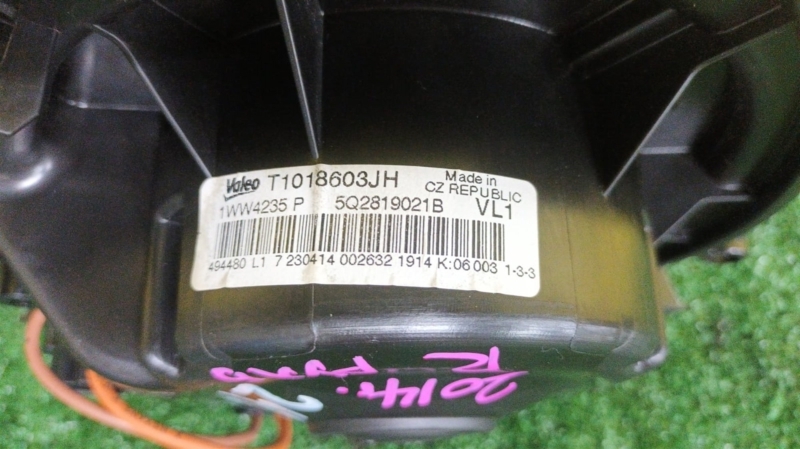 Valeo T1018603JH Made in
CZ REPUBLIC
1WW4235 P 5Q2819021B VL1
494480 L1 7 230414 002632 1914 K:06 003 1-3-3
2014r.